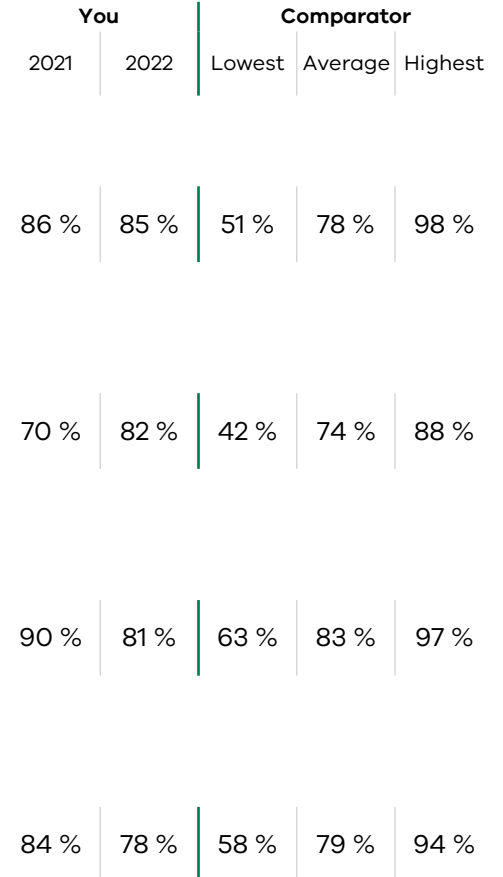 You Comparator
2021 2022 Lowest Average Highest
86 % 85 % 51 % 78 % 98 %
70 % 82 % 42 % 74 % 88 %
90 % 81 % 63 % 83 % 97 %
84 % 78 % 58 % 79 % 94 %